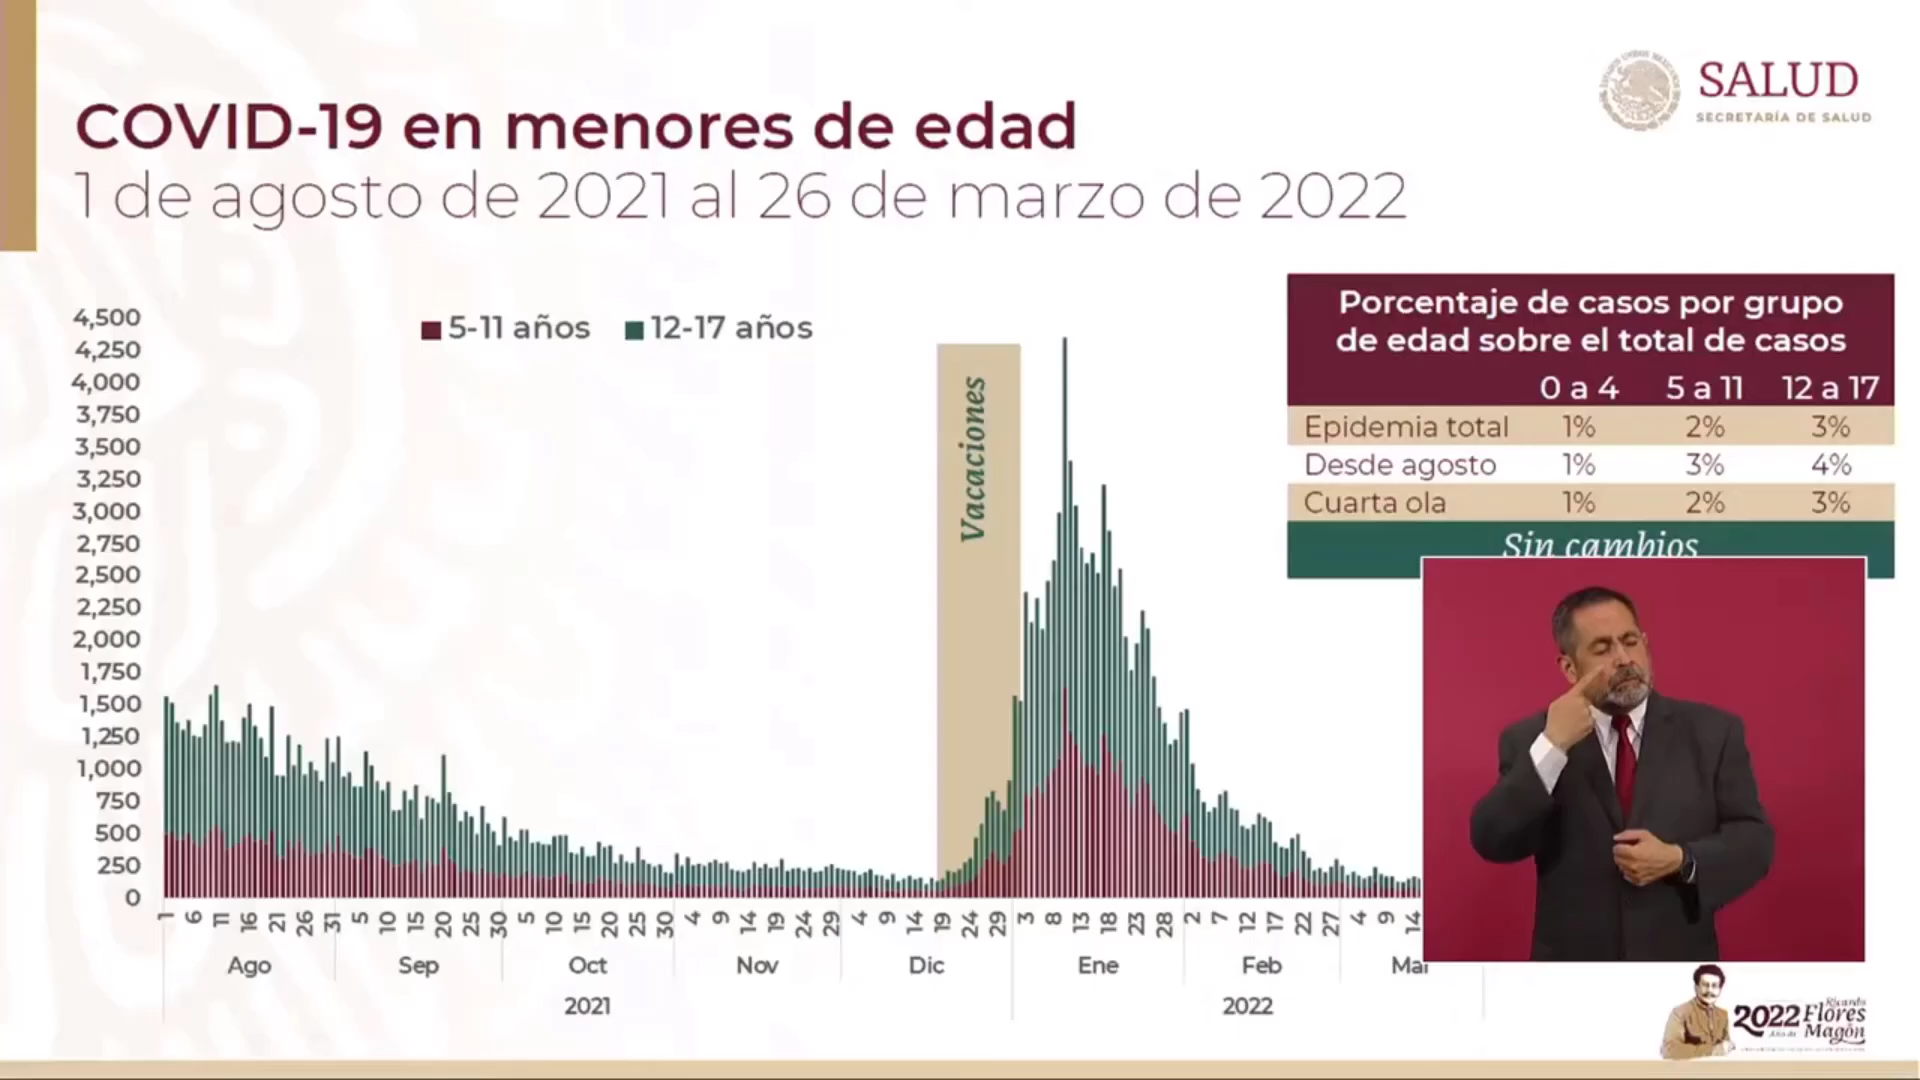 SALUD
SECRETARÍA DE SALUD
COVID-19 en menores de edad
1 de agosto de 2021 al 26 de marzo de 2022
5-11 años 12-17 años
4,500
4,250
4,000
3,750
3,500
3,250
3,000
2,750
2,500
2,250
2,000
1,750
1,500
1,250
1,000
750
500
250
0
Vacaciones
1 6 11 16 21 26 31 5 10 15 20 25 30 5 10 15 20 25 30 4 9 14 19 24 29 4 9 14 19 24 29 3 8 13 18 23 28 2 7 12 17 22 27 4 9 14
Ago Sep Oct Nov Dic Ene Feb Mar
2021 2022
Porcentaje de casos por grupo
de edad sobre el total de casos
0 a 4 5 a 11 12 a 17
Epidemia total 1% 2% 3%
Desde agosto 1% 3% 4%
Cuarta ola 1% 2% 3%
Sin cambios
2022 Ricardo
Flores
Año de Magón